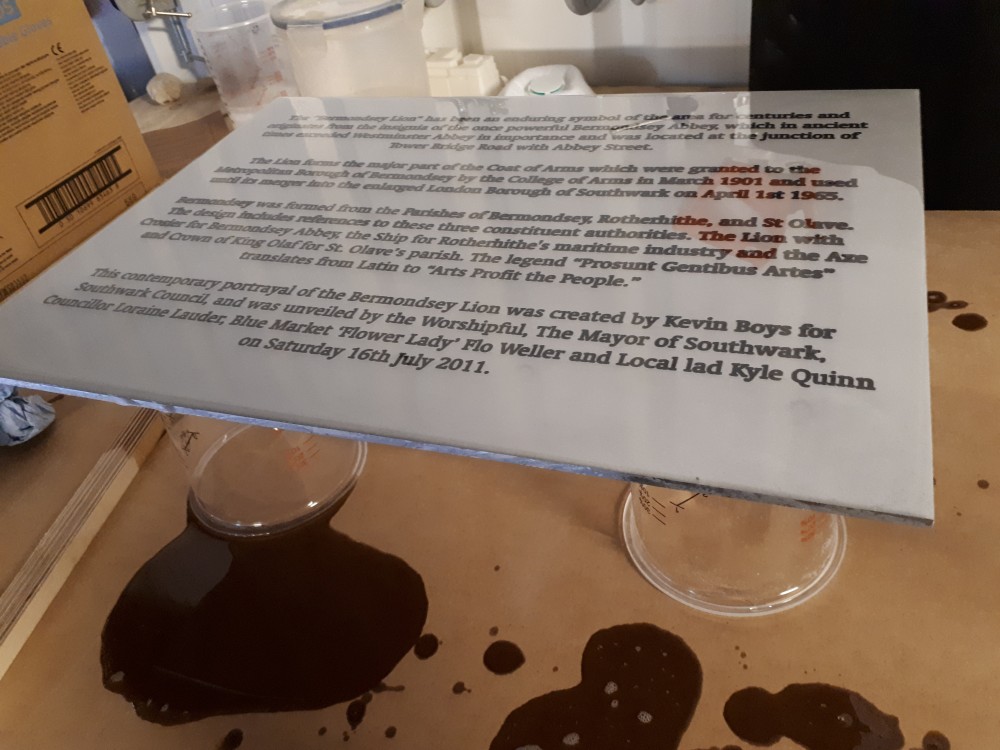 The "Bermondsey Lion" has been an enduring symbol of the area for centuries and
originates from the insignia of the once powerful Bermondsey Abbey, which in ancient
times exceeded Westminster Abbey in importance and was located at the junction of
Tower Bridge Road with Abbey Street.
The Lion forms the major part of the Coat of Arms which were granted to the
Metropolitan Borough of Bermondsey by the College of Arms in March 1901 and used
until its merger into the enlarged London Borough of Southwark on April 1st 1965.
Bermondsey was formed from the Parishes of Bermondsey, Rotherhithe, and St Olave.
The design includes references to these three constituent authorities. The Lion with
Crozier for Bermondsey Abbey, the Ship for Rotherhithe's maritime industry and the Axe
and Crown of King Olaf for St. Olave's parish. The legend "Prosunt Gentibus Artes"
translates from Latin to "Arts Profit the People."
This contemporary portrayal of the Bermondsey Lion was created by Kevin Boys for
Southwark Council, and was unveiled by the Worshipful, The Mayor of Southwark,
Councillor Loraine Lauder, Blue Market 'Flower Lady' Flo Weller and Local lad Kyle Quinn
on Saturday 16th July 2011.